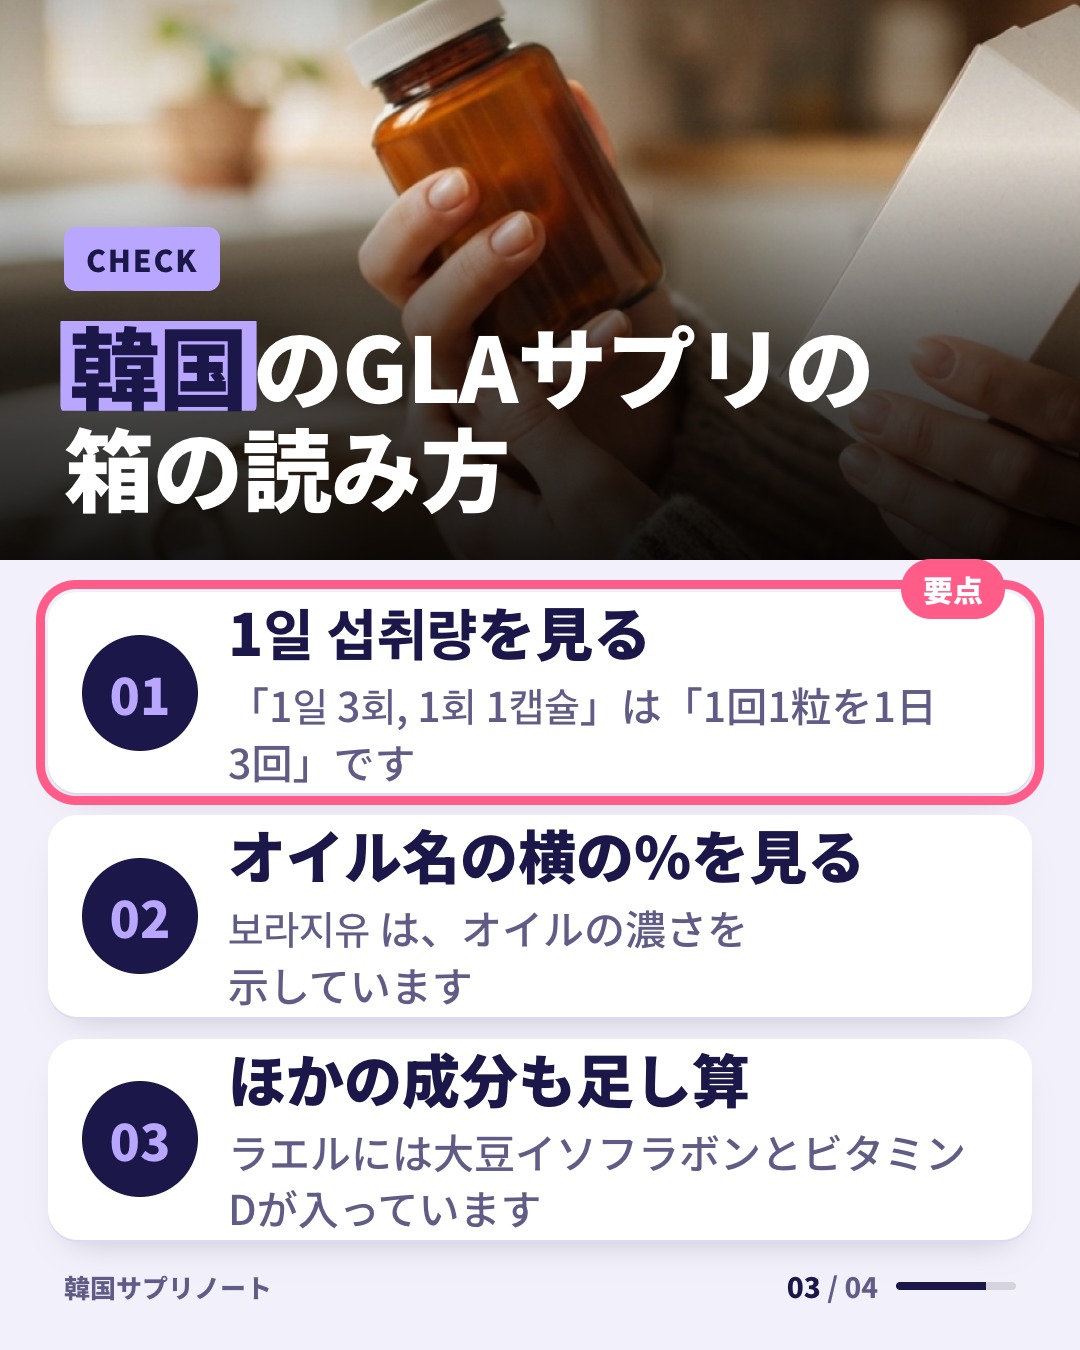 CHECK
韓国のGLAサプリの
箱の読み方
要点
01
1일 섭취량を見る
「1일 3회, 1회 1캡슐」は「1回1粒を1日
3回」です
02
オイル名の横の%を見る
보라지유 は、オイルの濃さを
示しています
03
ほかの成分も足し算
ラエルには大豆イソフラボンとビタミン
Dが入っています
韓国サプリノート
03 / 04